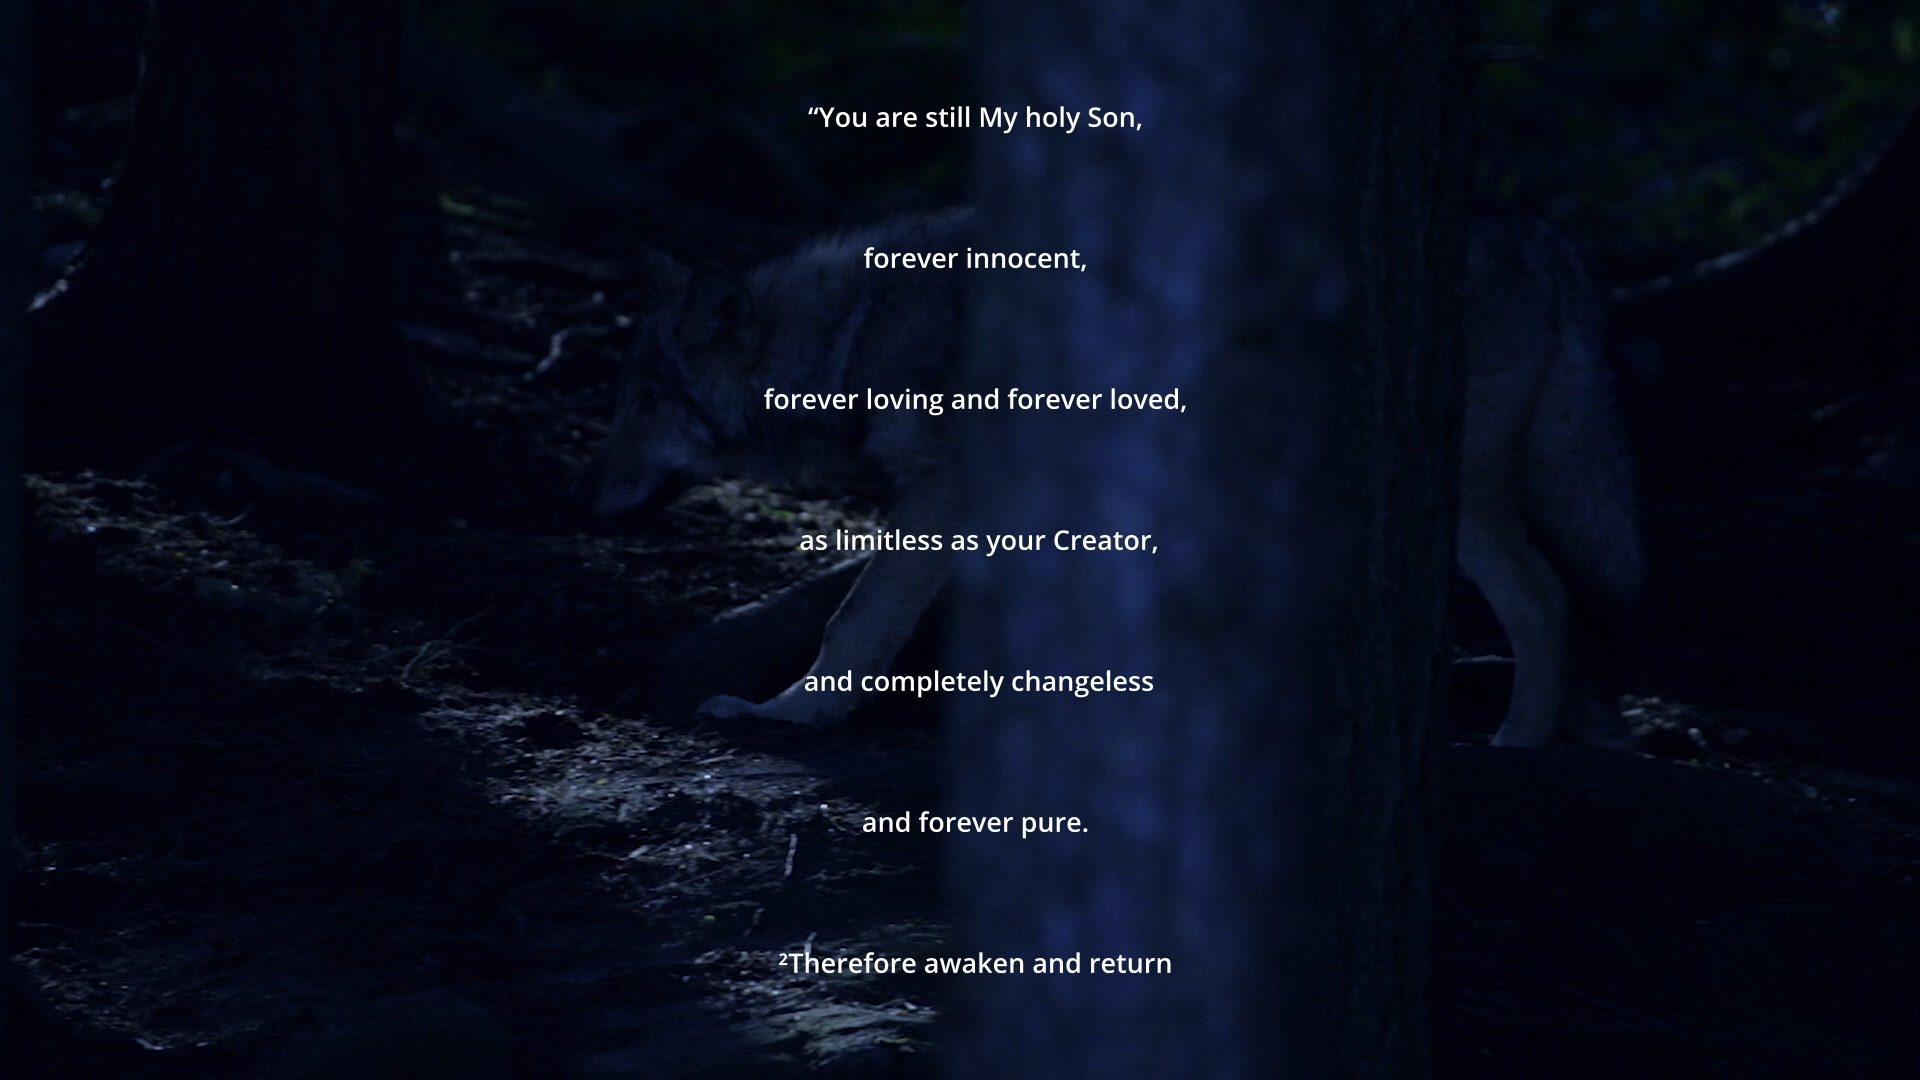 “You are still My holy Son,
forever innocent,
forever loving and forever loved,
as limitless as your Creator,
and completely changeless
and forever pure.
²Therefore awaken and return